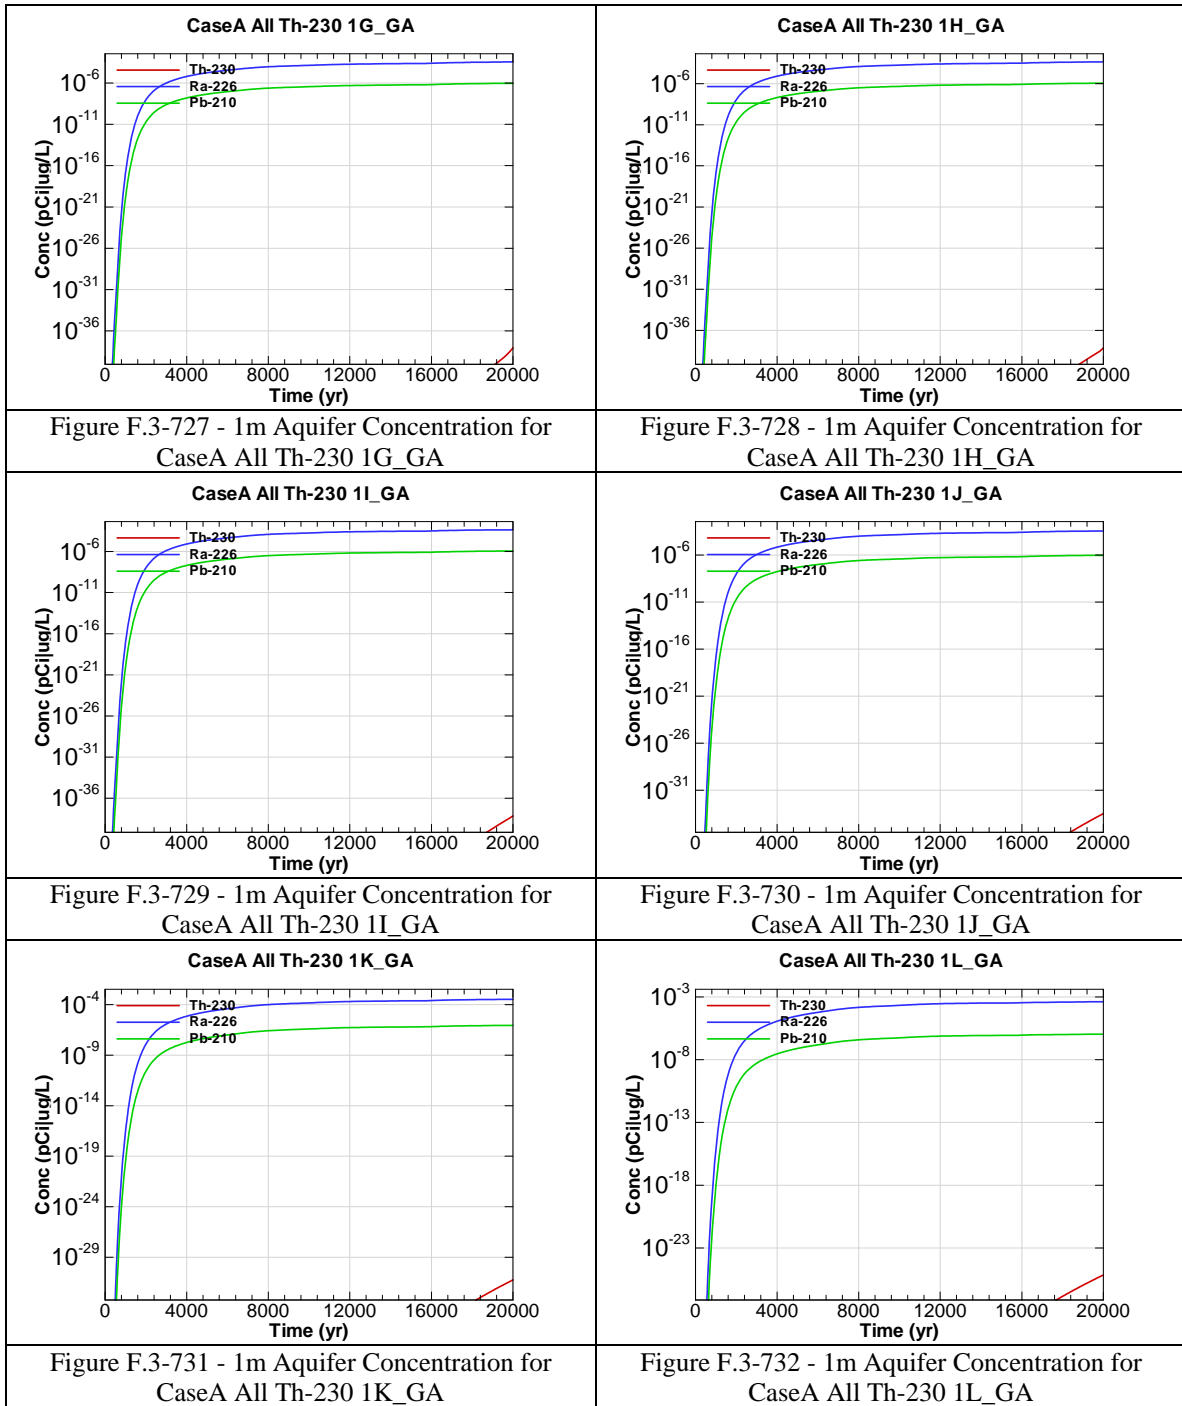 CaseA All Th-230 1G_GA
Th-230
Ra-226
Pb-210
10-6
10-11
10-16
10-21
10-26
10-31
10-36
Conc (pCi|ug/L)
0 4000 8000 12000 16000 20000
Time (yr)
Figure F.3-727 - 1m Aquifer Concentration for
CaseA All Th-230 1G_GA
CaseA All Th-230 1H_GA
Th-230
Ra-226
Pb-210
10-6
10-11
10-16
10-21
10-26
10-31
10-36
Conc (pCi|ug/L)
0 4000 8000 12000 16000 20000
Time (yr)
Figure F.3-728 - 1m Aquifer Concentration for
CaseA All Th-230 1H_GA
CaseA All Th-230 1I_GA
Th-230
Ra-226
Pb-210
10-6
10-11
10-16
10-21
10-26
10-31
10-36
Conc (pCi|ug/L)
0 4000 8000 12000 16000 20000
Time (yr)
Figure F.3-729 - 1m Aquifer Concentration for
CaseA All Th-230 1I_GA
CaseA All Th-230 1J_GA
Th-230
Ra-226
Pb-210
10-6
10-11
10-16
10-21
10-26
10-31
Conc (pCi|ug/L)
0 4000 8000 12000 16000 20000
Time (yr)
Figure F.3-730 - 1m Aquifer Concentration for
CaseA All Th-230 1J_GA
CaseA All Th-230 1K_GA
Th-230
Ra-226
Pb-210
10-4
10-9
10-14
10-19
10-24
10-29
Conc (pCi|ug/L)
0 4000 8000 12000 16000 20000
Time (yr)
Figure F.3-731 - 1m Aquifer Concentration for
CaseA All Th-230 1K_GA
CaseA All Th-230 1L_GA
Th-230
Ra-226
Pb-210
10-3
10-8
10-13
10-18
10-23
Conc (pCi|ug/L)
0 4000 8000 12000 16000 20000
Time (yr)
Figure F.3-732 - 1m Aquifer Concentration for
CaseA All Th-230 1L_GA